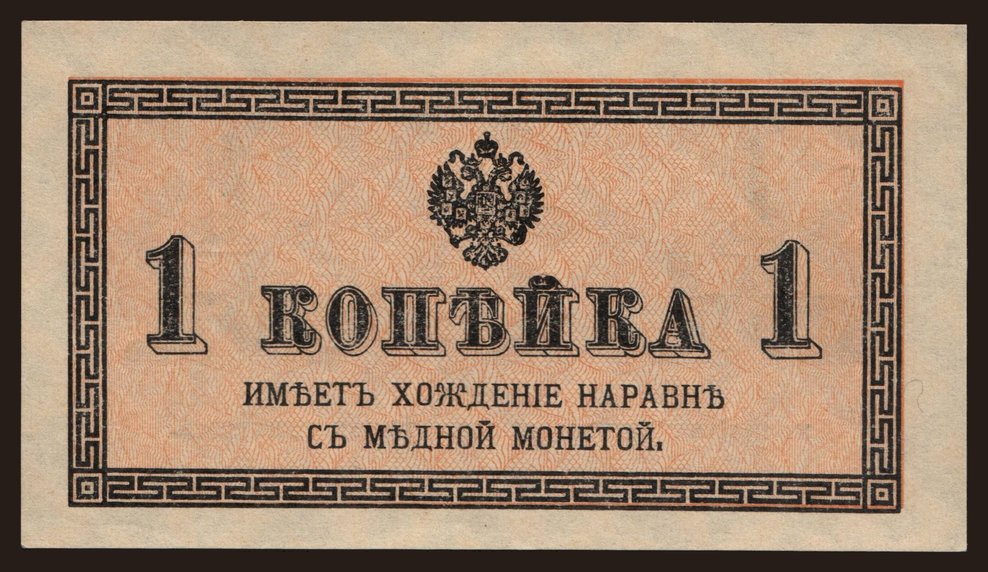 1 КОПѢЙКА 1
ИМѢЕТЪ ХОЖДЕНІЕ НАРАВНѢ
СЪ МѢДНОЙ МОНЕТОЙ.